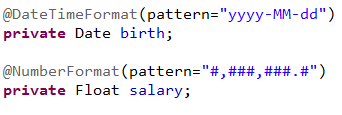 @DateTimeFormat(pattern="yyyy-MM-dd")
private Date birth;
@NumberFormat(pattern="#,###,###.#")
private Float salary;